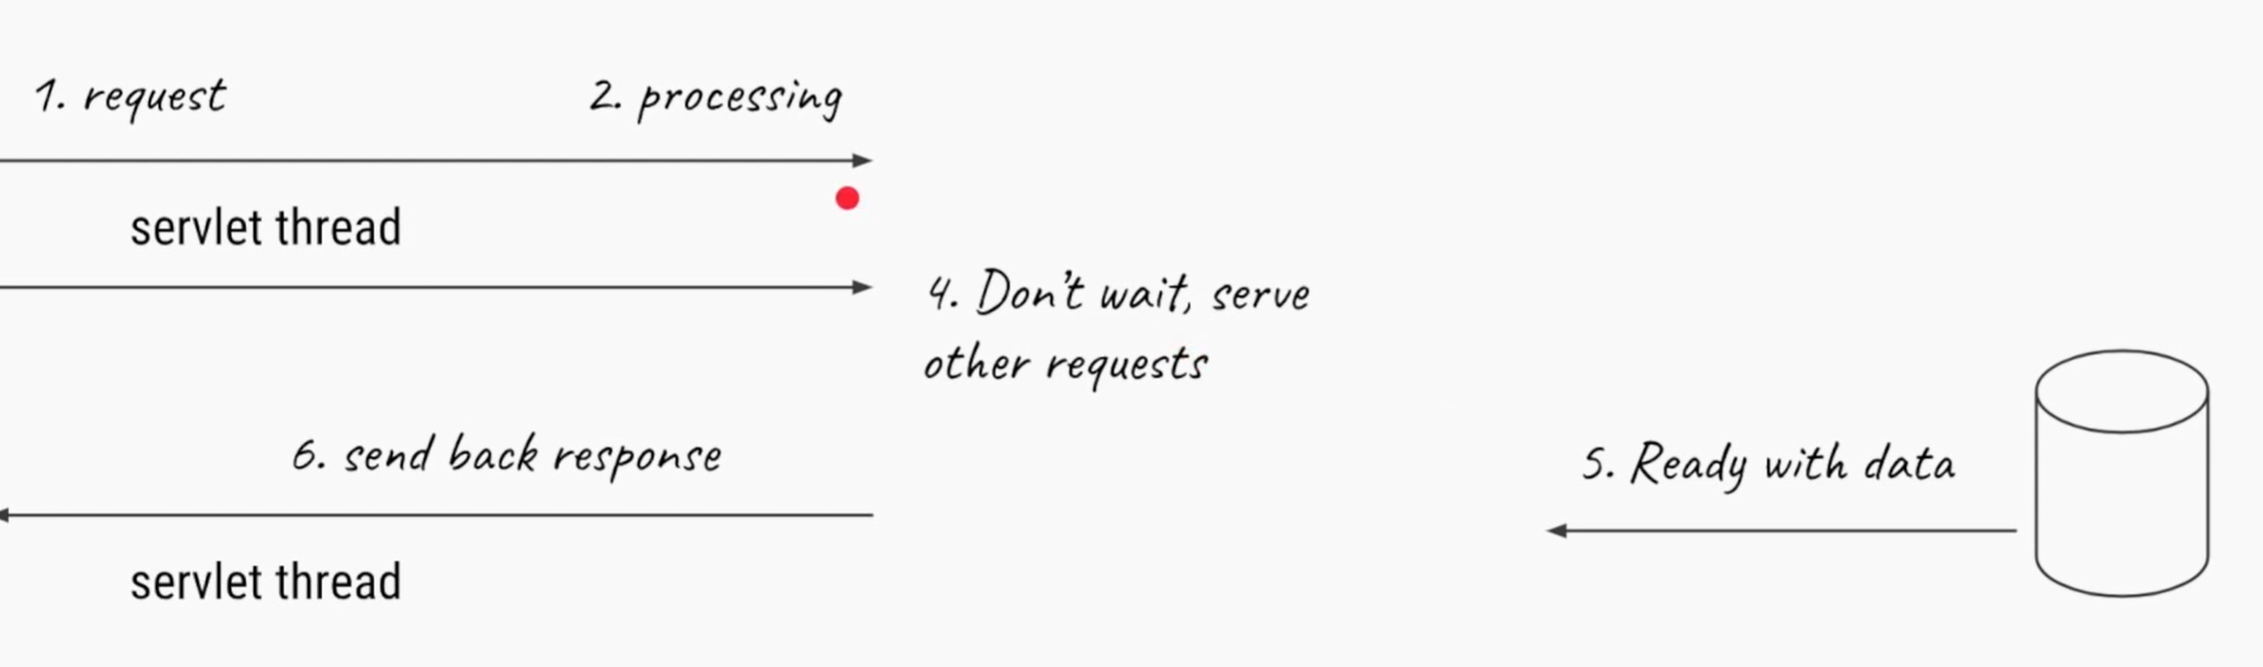 1. request
2. processing
servlet thread
4. Don't wait, serve
other requests
6. send back response
5. Ready with data
servlet thread